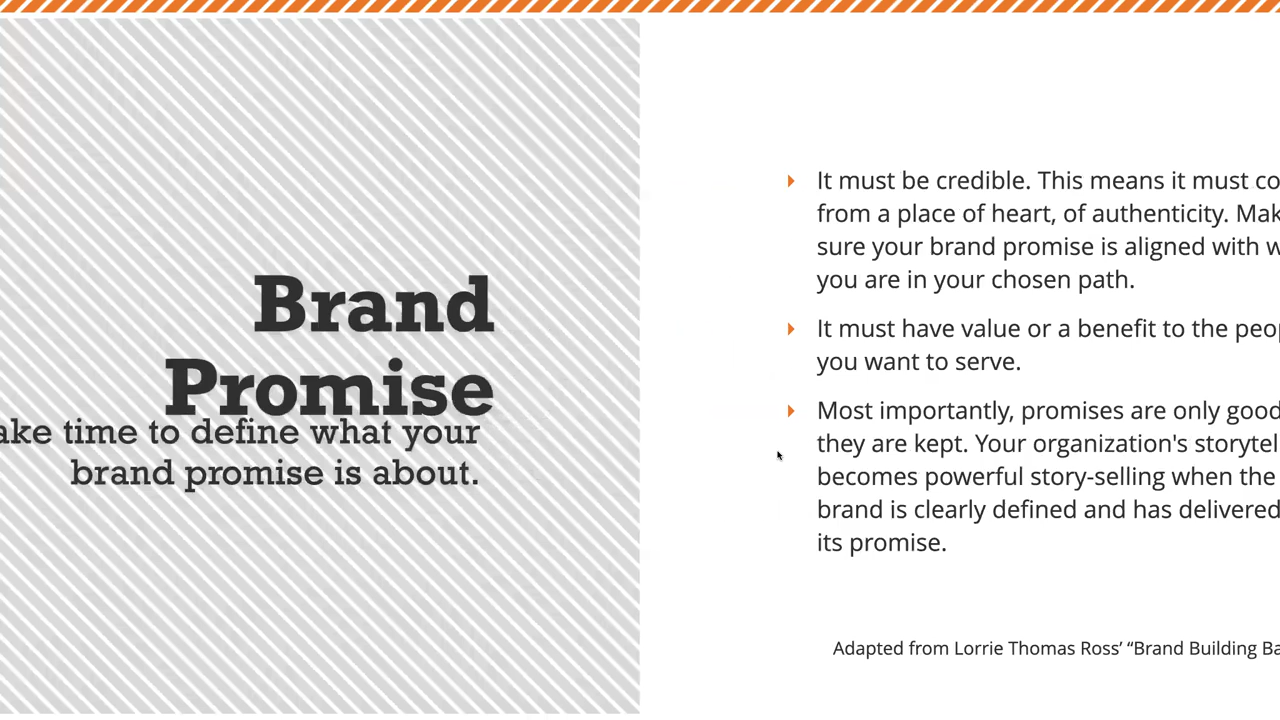 Brand
Promise
ake time to define what your
brand promise is about.
It must be credible. This means it must co
from a place of heart, of authenticity. Mak
sure your brand promise is aligned with w
you are in your chosen path.
It must have value or a benefit to the peop
you want to serve.
Most importantly, promises are only good
they are kept. Your organization's storytel
becomes powerful story-selling when the
brand is clearly defined and has delivered
its promise.
Adapted from Lorrie Thomas Ross’ “Brand Building Ba